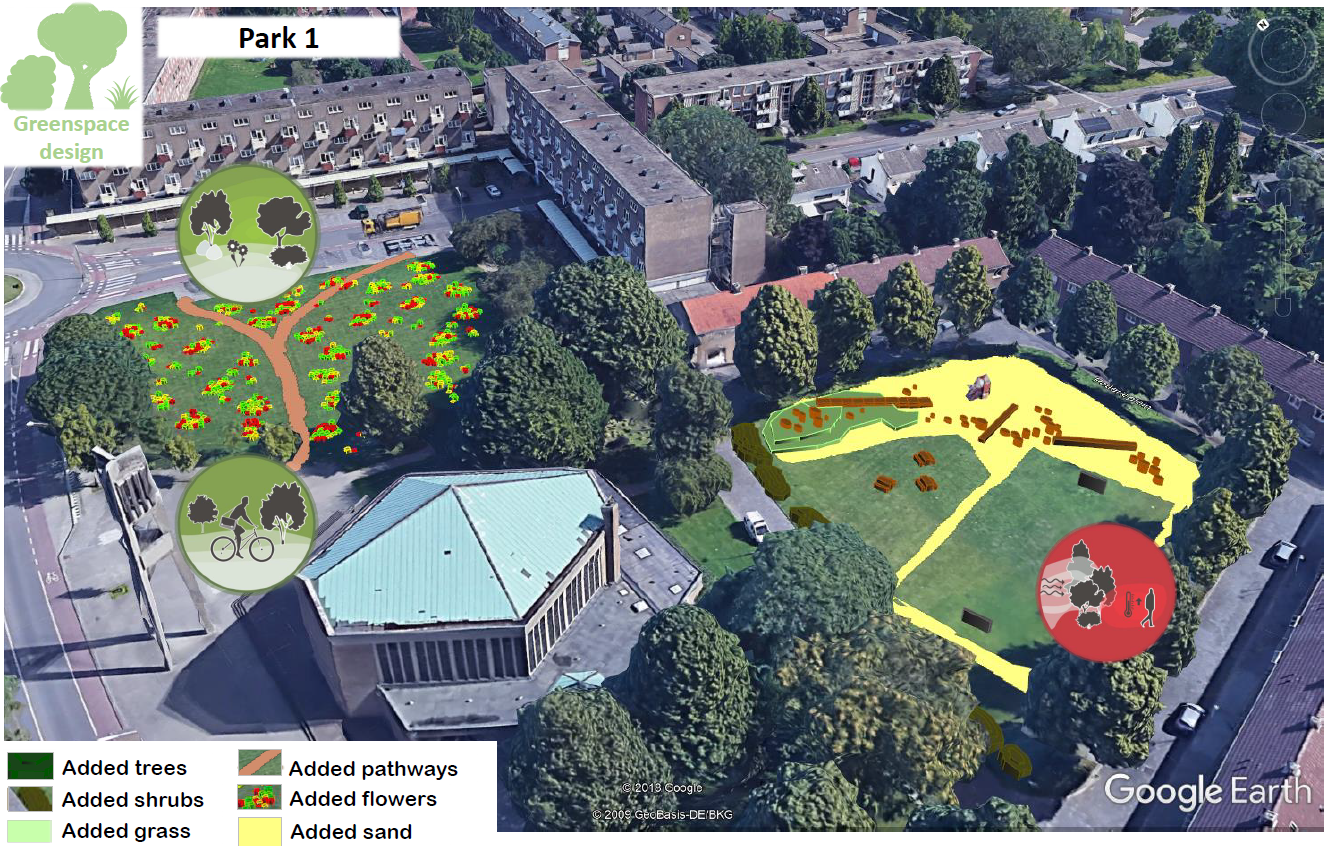 Park 1
Greenspace
design
N
Added trees
Added pathways
Added shrubs
Added flowers
Added grass
Added sand
© 2018 Google
© 2009 GeoBasis-DE/BKG
Google Earth